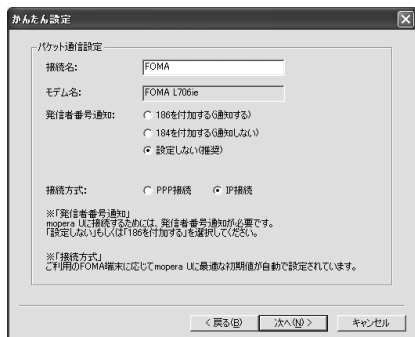 かんたん設定
パケット通信設定
接続名: FOMA
モデム名: FOMA L706ie
発信者番号通知: 186を付加する(通知する)
184を付加する(通知しない)
設定しない(推奨)
接続方式: PPP接続 IP接続
※「発信者番号通知」
mopera Uに接続するためには、発信者番号通知が必要です。
「設定しない」もしくは「186を付加する」を選択してください。
※「接続方式」
ご利用のFOMA端末に応じてmopera Uに最適な初期値が自動で設定されています。
< 戻る(B) 次へ(N) > キャンセル